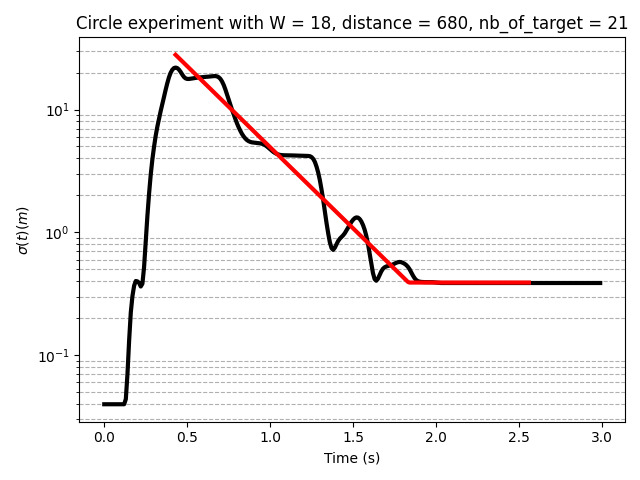 Circle experiment with W = 18, distance = 680, nb_of_target = 21
σ(t)(m)
10¹
10⁰
10⁻¹
0.0 0.5 1.0 1.5 2.0 2.5 3.0
Time (s)